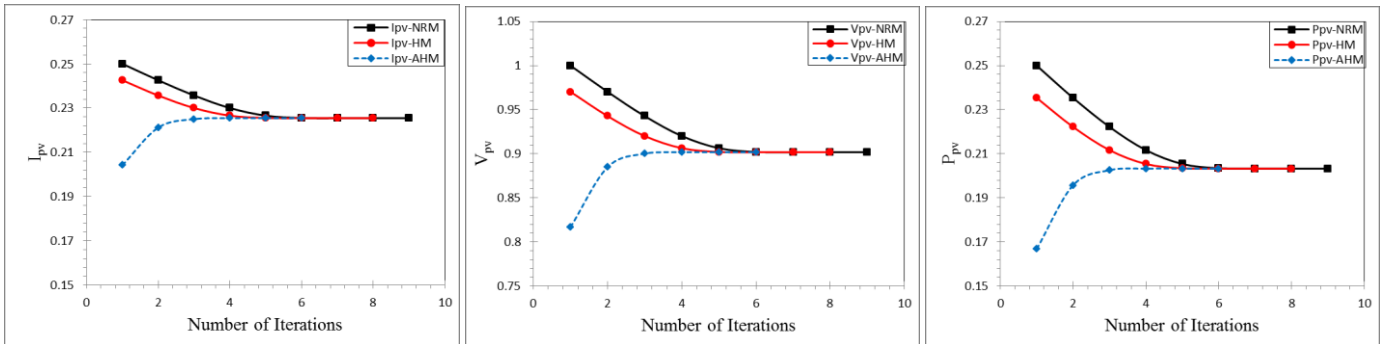 0.27
0.25
0.23
0.21
0.19
0.17
0.15
0
2
4
6
8
10
I_pv
Number of Iterations
Ipv-NRM
Ipv-HM
Ipv-AHM
1.05
1
0.95
0.9
0.85
0.8
0.75
0
2
4
6
8
10
V_pv
Number of Iterations
Vpv-NRM
Vpv-HM
Vpv-AHM
0.27
0.25
0.23
0.21
0.19
0.17
0.15
0
2
4
6
8
10
P_pv
Number of Iterations
Ppv-NRM
Ppv-HM
Ppv-AHM